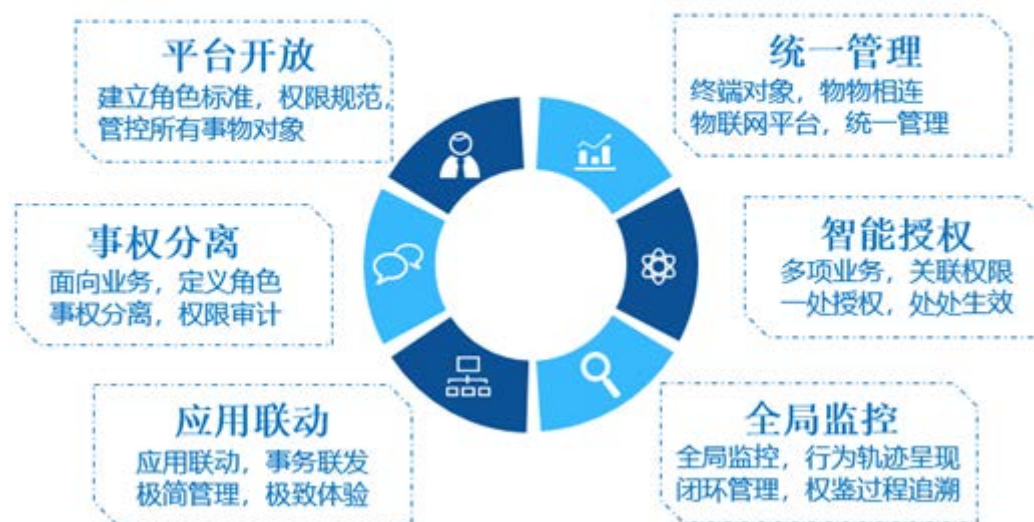 平台开放
建立角色标准，权限规范，
管控所有事物对象
统一管理
终端对象，物物相连
物联网平台，统一管理
事权分离
面向业务，定义角色
事权分离，权限审计
智能授权
多项业务，关联权限
一处授权，处处生效
应用联动
应用联动，事务联发
极简管理，极致体验
全局监控
全局监控，行为轨迹呈现
闭环管理，权鉴过程追溯